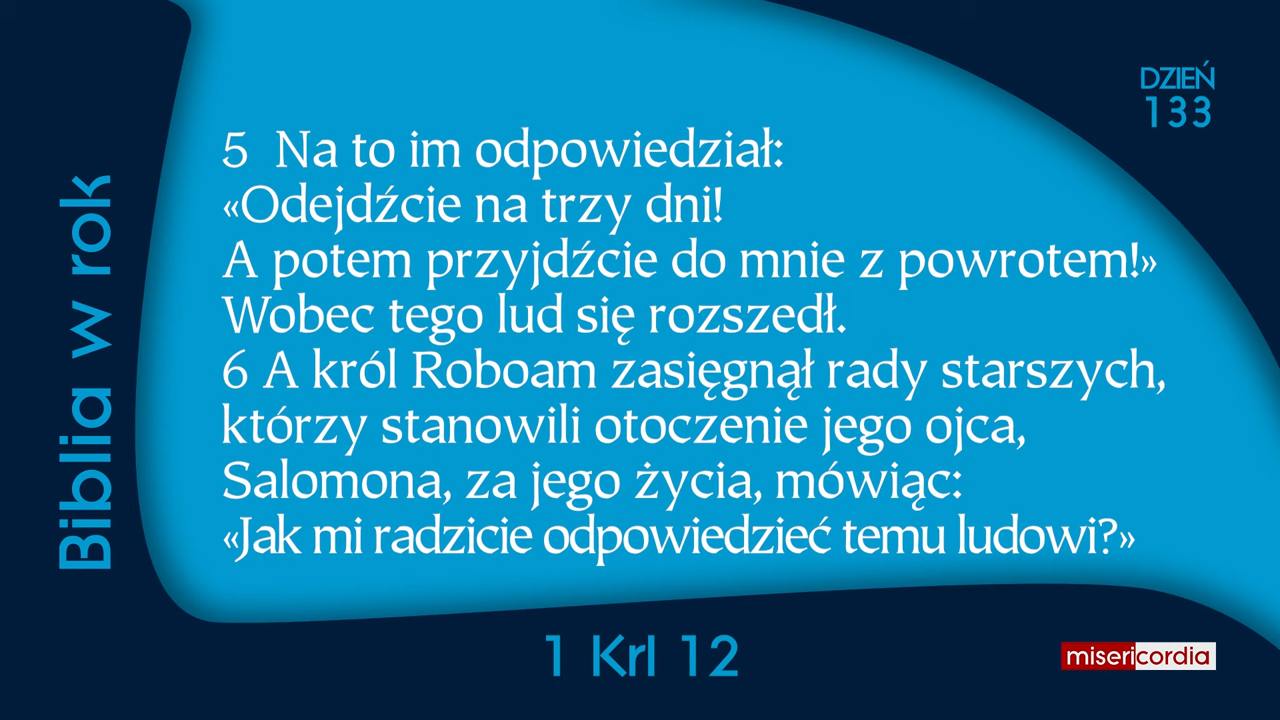 DZIEŃ
133
5 Na to im odpowiedział:
«Odejdźcie na trzy dni!
A potem przyjdźcie do mnie z powrotem!»
Wobec tego lud się rozszedł.
6 A król Roboam zasięgnął rady starszych,
którzy stanowili otoczenie jego ojca,
Salomona, za jego życia, mówiąc:
«Jak mi radzicie odpowiedzieć temu ludowi?»
Biblia w rok
1 Krl 12
misericordia